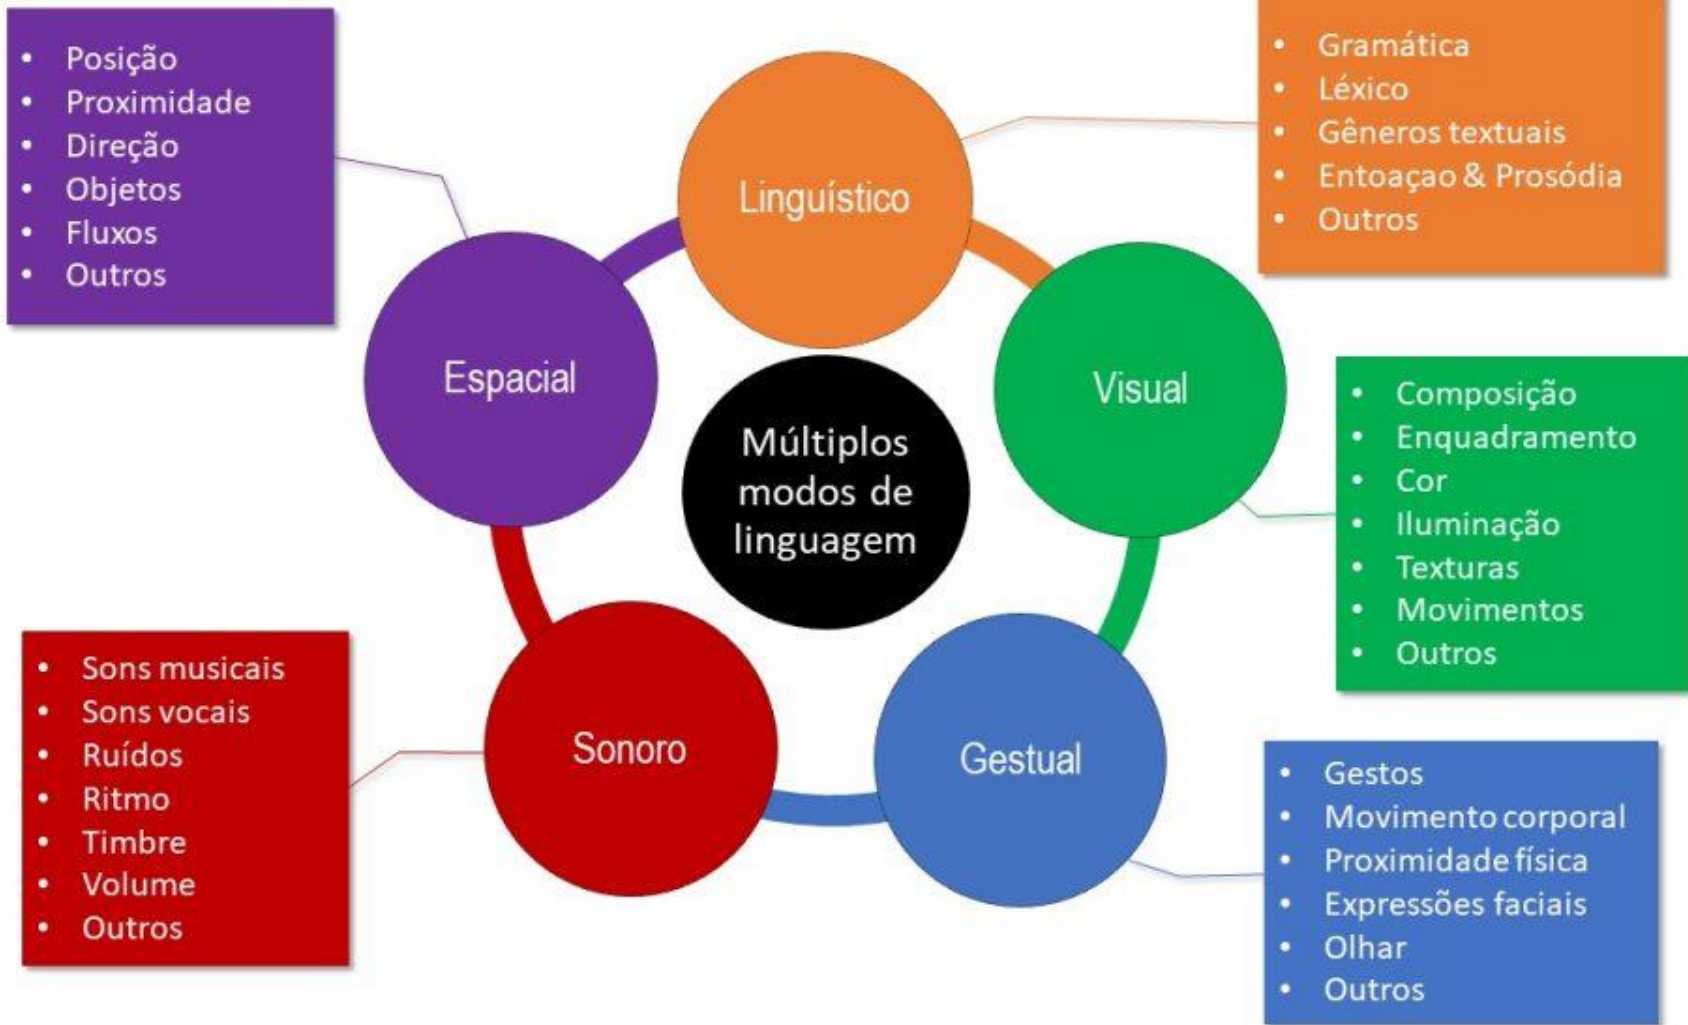 Posição
Proximidade
Direção
Objetos
Fluxos
Outros
Linguístico
Gramática
Léxico
Gêneros textuais
Entoaçao & Prosódia
Outros
Espacial
Visual
Composição
Enquadramento
Cor
Iluminação
Texturas
Movimentos
Outros
Múltiplos
modos de
linguagem
Sons musicais
Sons vocais
Ruídos
Ritmo
Timbre
Volume
Outros
Sonoro
Gestual
Gestos
Movimento corporal
Proximidade física
Expressões faciais
Olhar
Outros